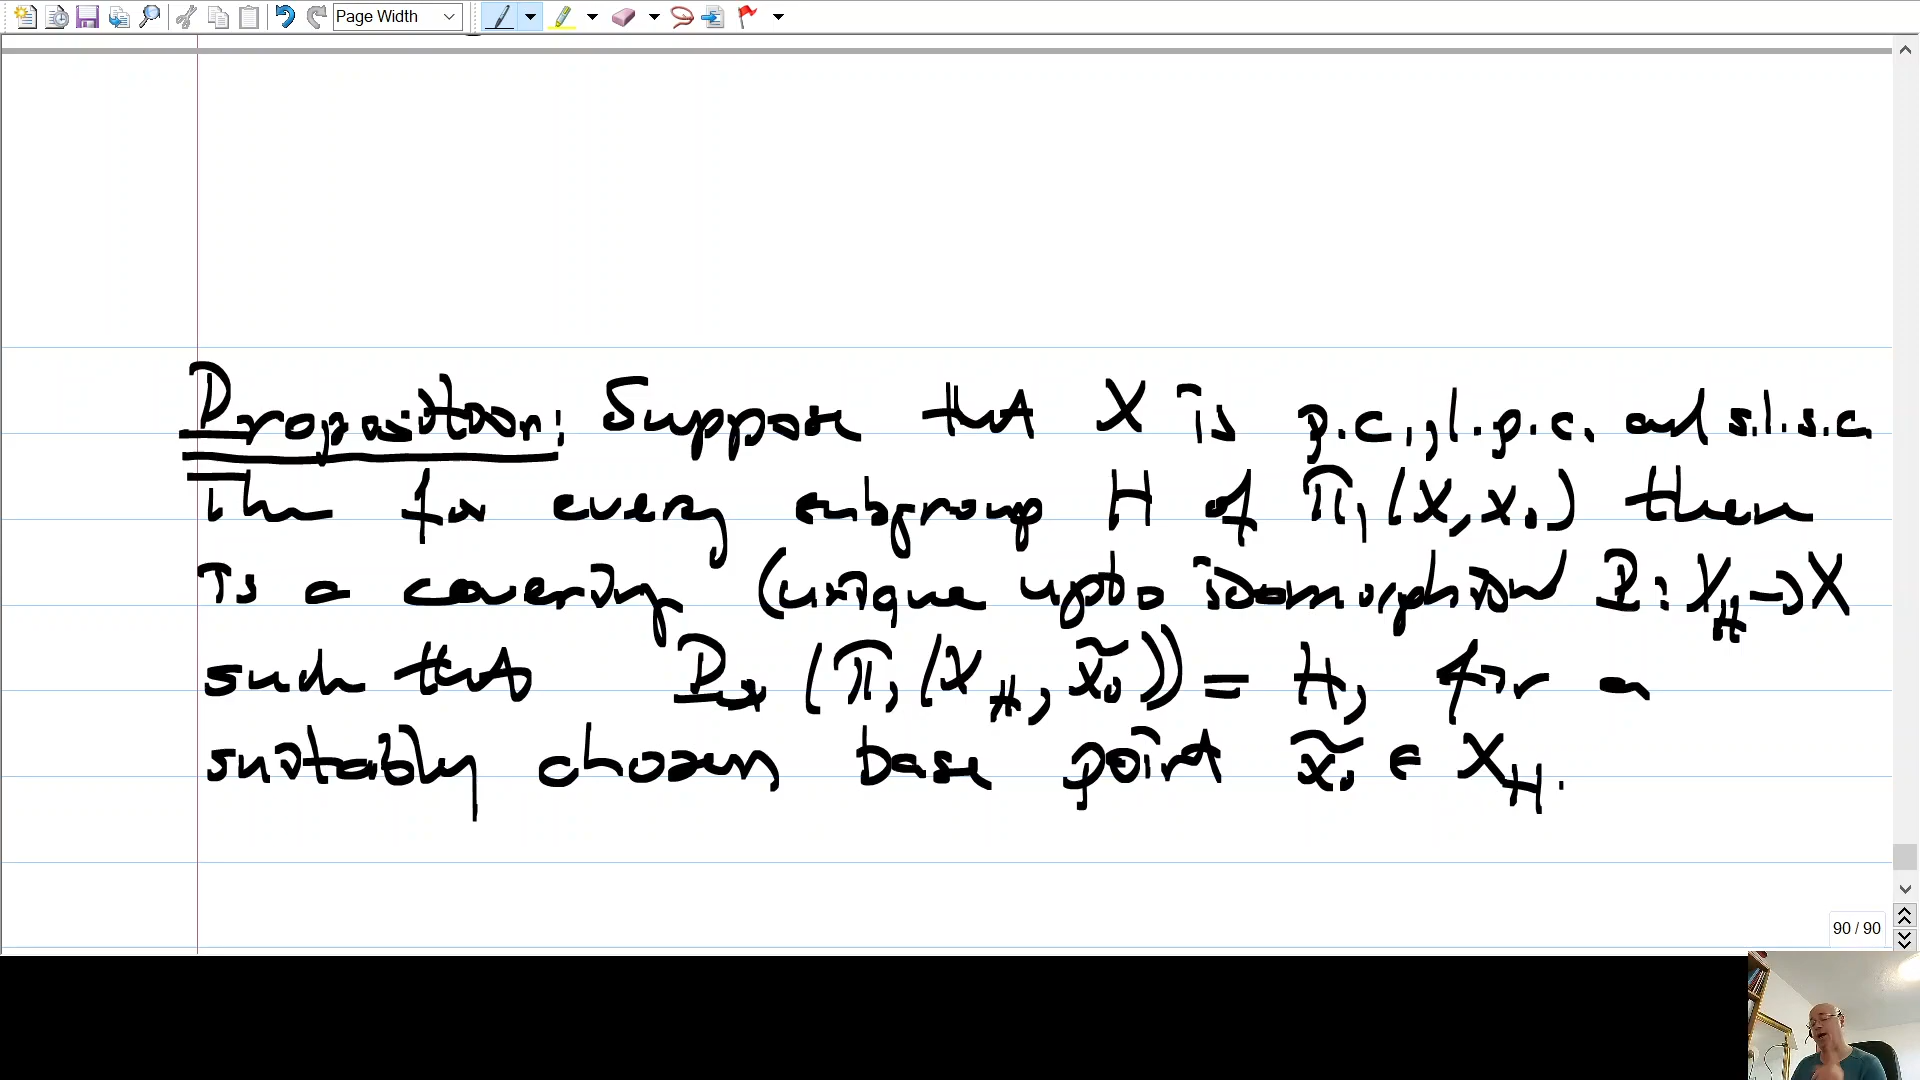 Page Width
Proposition: Suppose that X is p.c., l.p.c. and s.l.s.c.
Then for every subgroup H of π₁(X, x₀) there
is a covering (unique upto isomorphism P: X_H → X
such that P_* (π₁(X_H, x̃₀)) = H, for a
suitably chosen base point x̃₀ ∈ X_H.
90 / 90